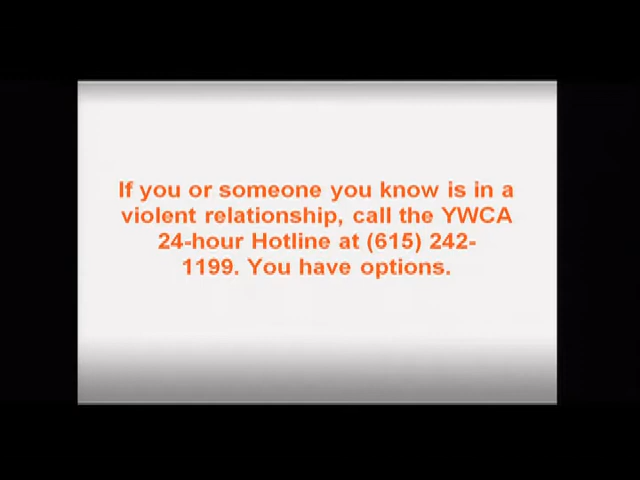 If you or someone you know is in a
violent relationship, call the YWCA
24-hour Hotline at (615) 242-
1199. You have options.